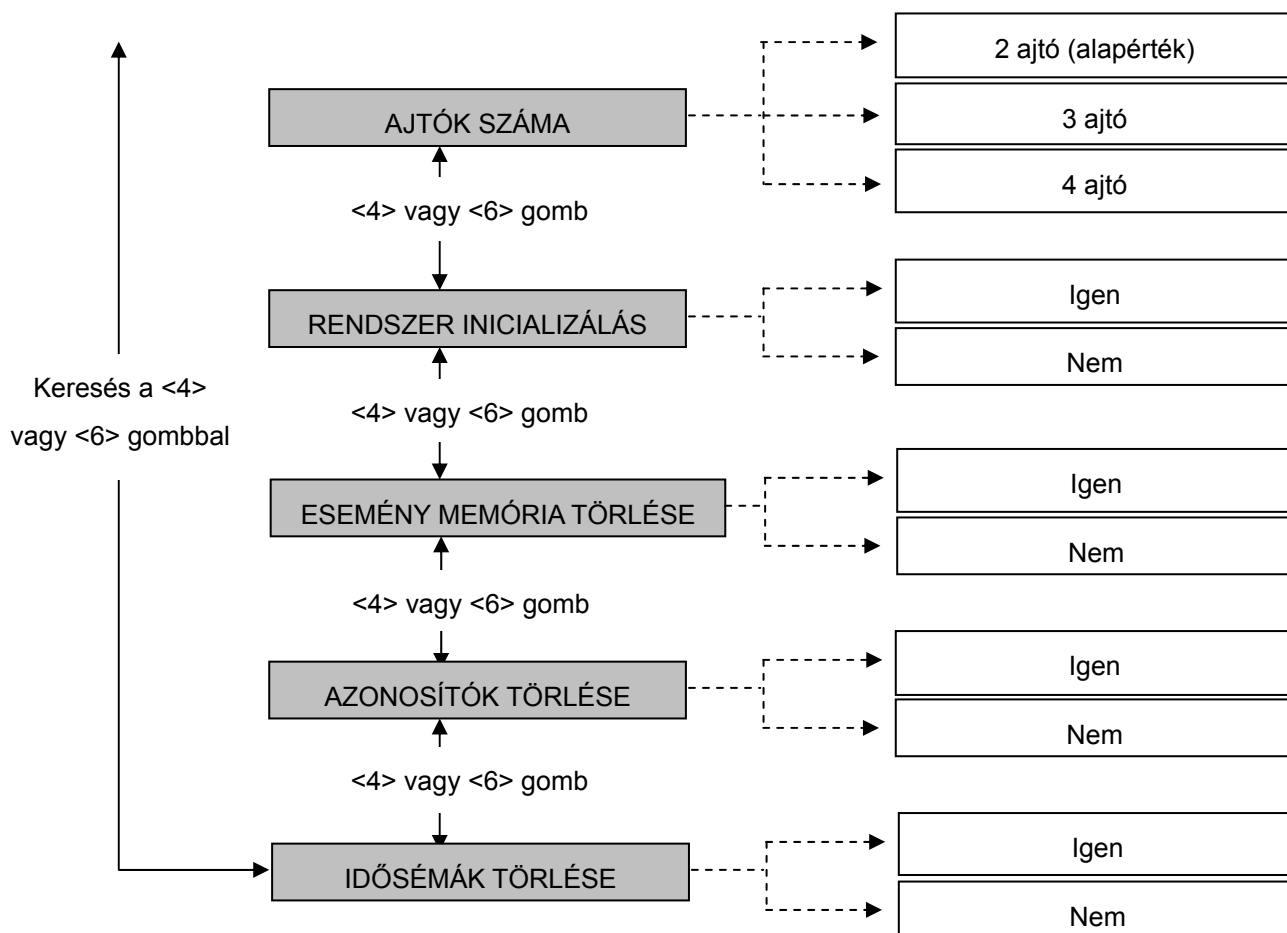 2 ajtó (alapérték)
AJTÓK SZÁMA
3 ajtó
4 ajtó
<4> vagy <6> gomb
Igen
RENDSZER INICIALIZÁLÁS
Nem
Keresés a <4>
vagy <6> gombbal
<4> vagy <6> gomb
Igen
ESEMÉNY MEMÓRIA TÖRLÉSE
Nem
<4> vagy <6> gomb
Igen
AZONOSÍTÓK TÖRLÉSE
Nem
<4> vagy <6> gomb
Igen
IDŐSÉMÁK TÖRLÉSE
Nem